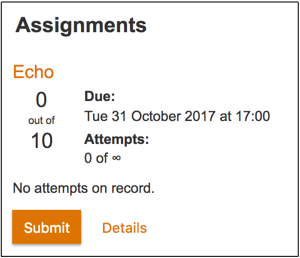 Assignments
Echo
0
out of
10
Due:
Tue 31 October 2017 at 17:00
Attempts:
0 of ∞
No attempts on record.
Submit Details